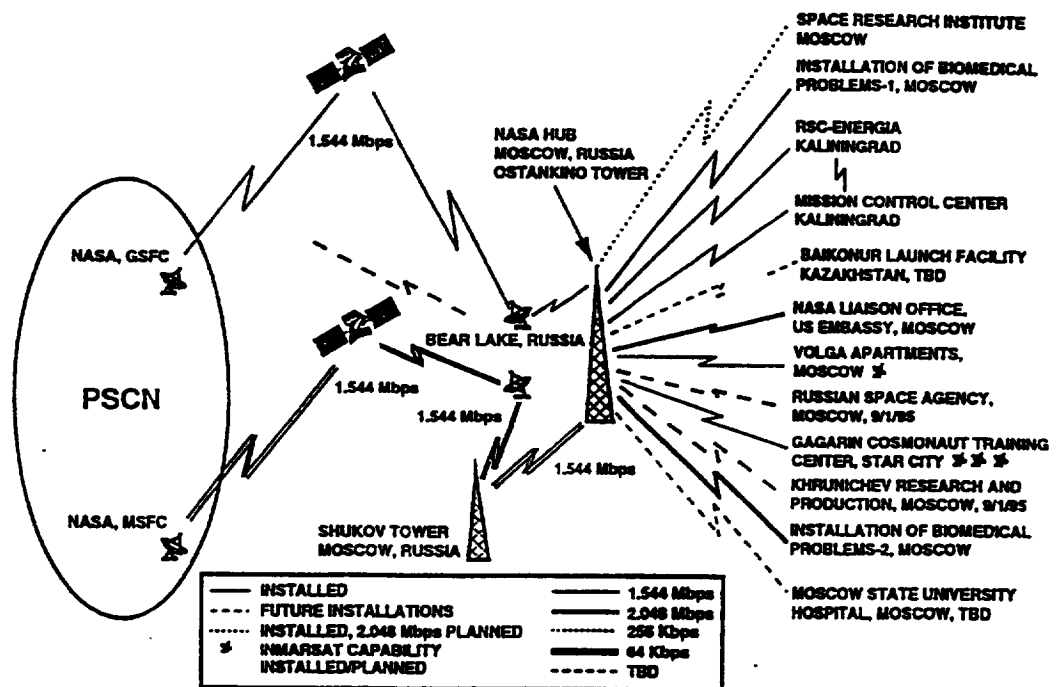 SPACE RESEARCH INSTITUTE
MOSCOW
INSTALLATION OF BIOMEDICAL
PROBLEMS-1, MOSCOW
1.544 Mbps
NASA HUB
MOSCOW, RUSSIA
OSTANKINO TOWER
RSC-ENERGIA
KALININGRAD
MISSION CONTROL CENTER
KALININGRAD
NASA, GSFC
BAIKONUR LAUNCH FACILITY
KAZAKHSTAN, TBD
NASA LIAISON OFFICE,
US EMBASSY, MOSCOW
BEAR LAKE, RUSSIA
VOLGA APARTMENTS,
MOSCOW
PSCN
1.544 Mbps
1.544 Mbps
RUSSIAN SPACE AGENCY,
MOSCOW, 9/1/95
GAGARIN COSMONAUT TRAINING
CENTER, STAR CITY
1.544 Mbps
KHRUNICHEV RESEARCH AND
PRODUCTION, MOSCOW, 9/1/95
NASA, MSFC
SHUKOV TOWER
MOSCOW, RUSSIA
INSTALLATION OF BIOMEDICAL
PROBLEMS-2, MOSCOW
MOSCOW STATE UNIVERSITY
HOSPITAL, MOSCOW, TBD
INSTALLED
FUTURE INSTALLATIONS
INSTALLED, 2.048 Mbps PLANNED
INMARSAT CAPABILITY
INSTALLED/PLANNED
1.544 Mbps
2.048 Mbps
256 Kbps
64 Kbps
TBD